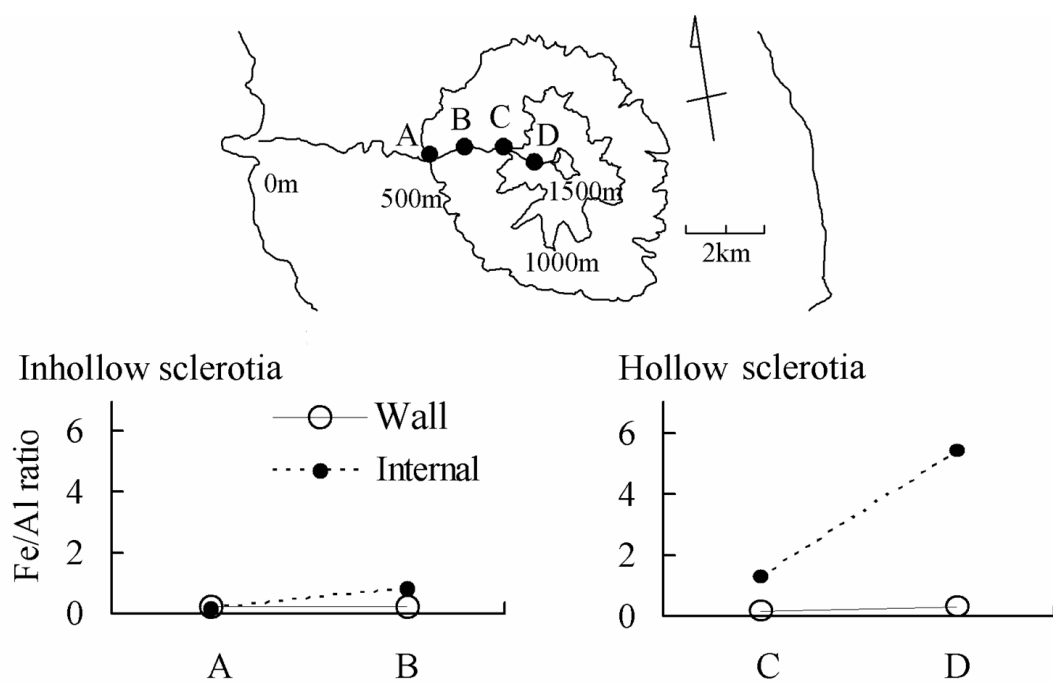 A
B
C
D
0m
500m
1500m
1000m
2km
Inhollow sclerotia
Hollow sclerotia
Wall
Internal
Fe/Al ratio
6
4
2
0
A
B
6
4
2
0
C
D